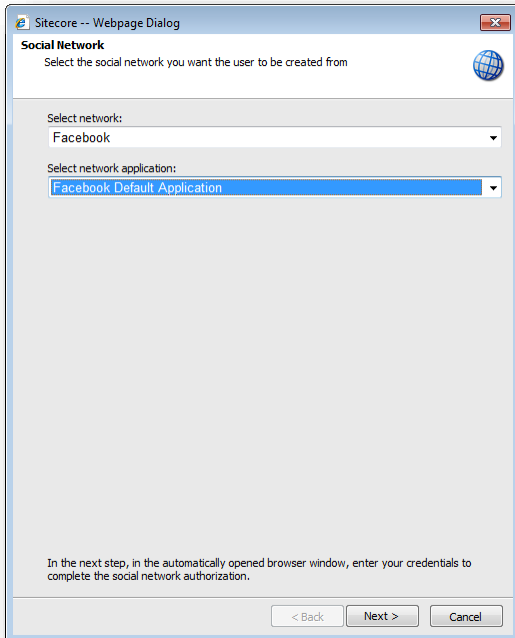 Sitecore -- Webpage Dialog
Social Network
Select the social network you want the user to be created from
Select network:
Facebook
Select network application:
Facebook Default Application
In the next step, in the automatically opened browser window, enter your credentials to
complete the social network authorization.
< Back Next > Cancel